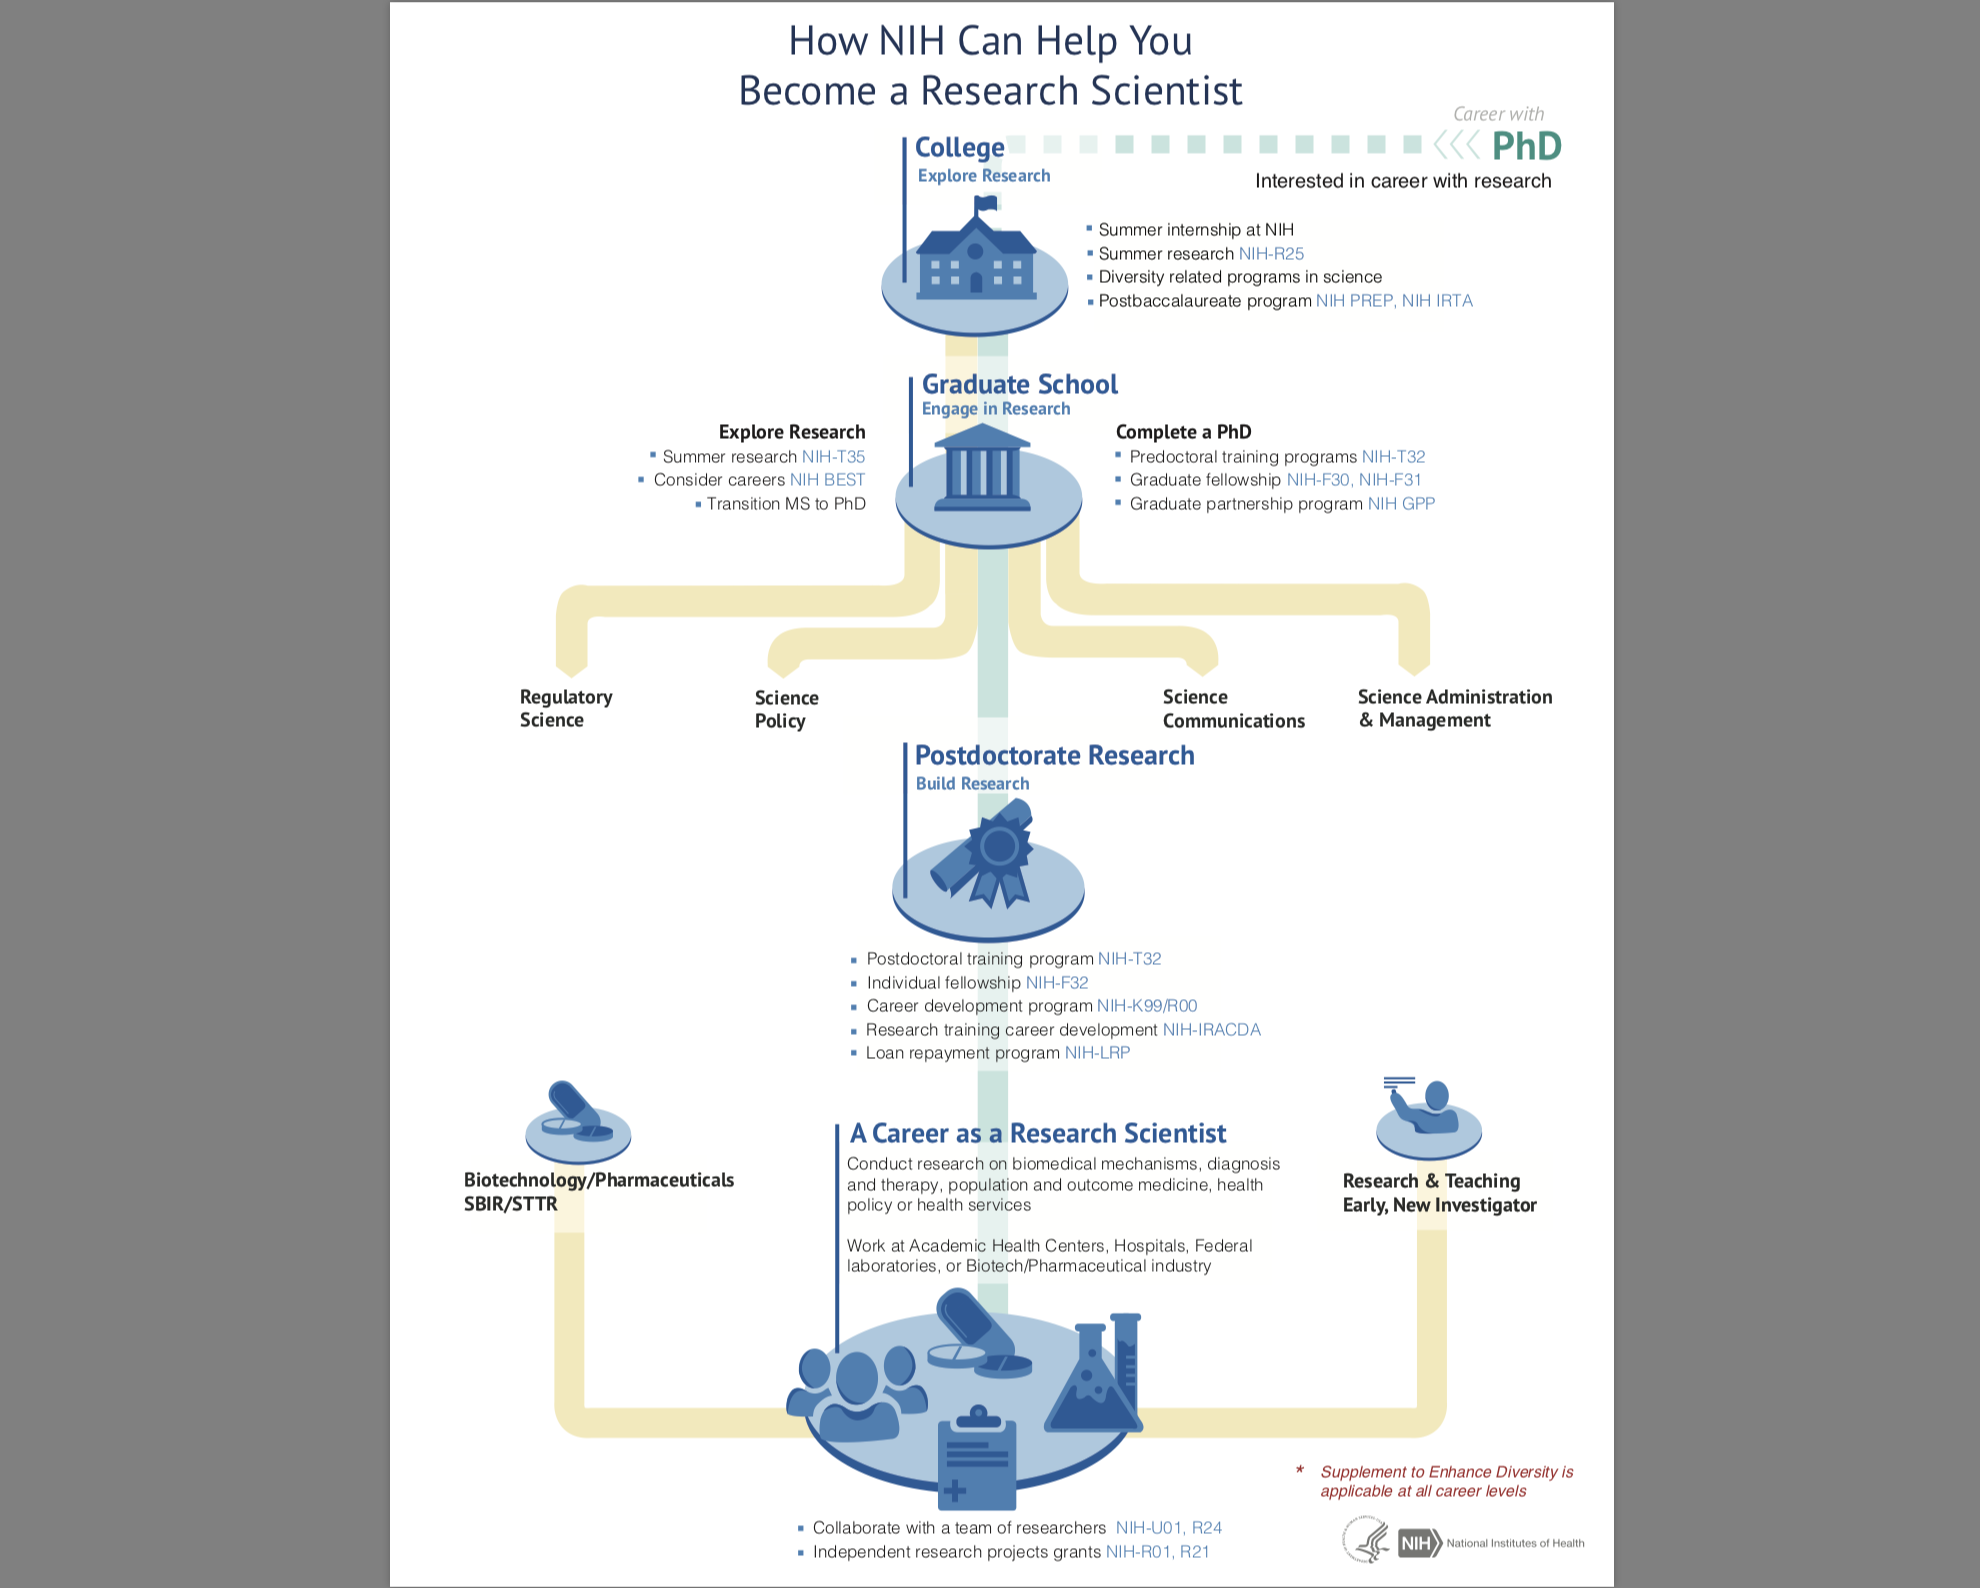 How NIH Can Help You
Become a Research Scientist
Career with
PhD
Interested in career with research
College
Explore Research
Summer internship at NIH
Summer research NIH-R25
Diversity related programs in science
Postbaccalaureate program NIH PREP, NIH IRTA
Graduate School
Engage in Research
Explore Research
Summer research NIH-T35
Consider careers NIH BEST
Transition MS to PhD
Complete a PhD
Predoctoral training programs NIH-T32
Graduate fellowship NIH-F30, NIH-F31
Graduate partnership program NIH GPP
Regulatory
Science
Science
Policy
Science
Communications
Science Administration
& Management
Postdoctorate Research
Build Research
Postdoctoral training program NIH-T32
Individual fellowship NIH-F32
Career development program NIH-K99/R00
Research training career development NIH-IRACDA
Loan repayment program NIH-LRP
Biotechnology/Pharmaceuticals
SBIR/STTR
A Career as a Research Scientist
Conduct research on biomedical mechanisms, diagnosis
and therapy, population and outcome medicine, health
policy or health services
Work at Academic Health Centers, Hospitals, Federal
laboratories, or Biotech/Pharmaceutical industry
Research & Teaching
Early, New Investigator
Collaborate with a team of researchers NIH-U01, R24
Independent research projects grants NIH-R01, R21
* Supplement to Enhance Diversity is
applicable at all career levels
NIH National Institutes of Health